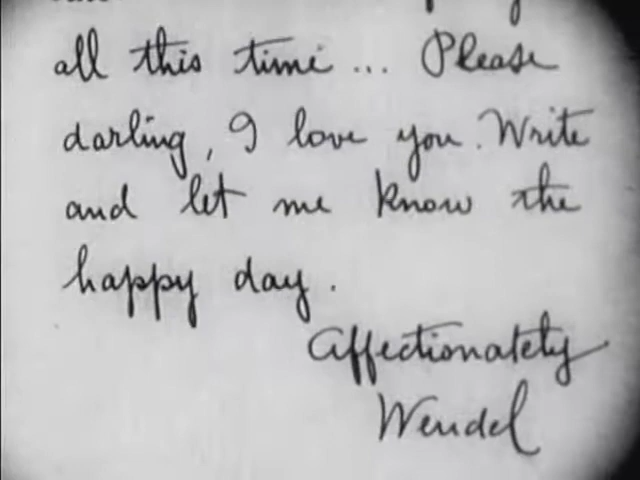 all this time ... Please
darling, I love you. Write
and let me know the
happy day.
Affectionately
Wendel